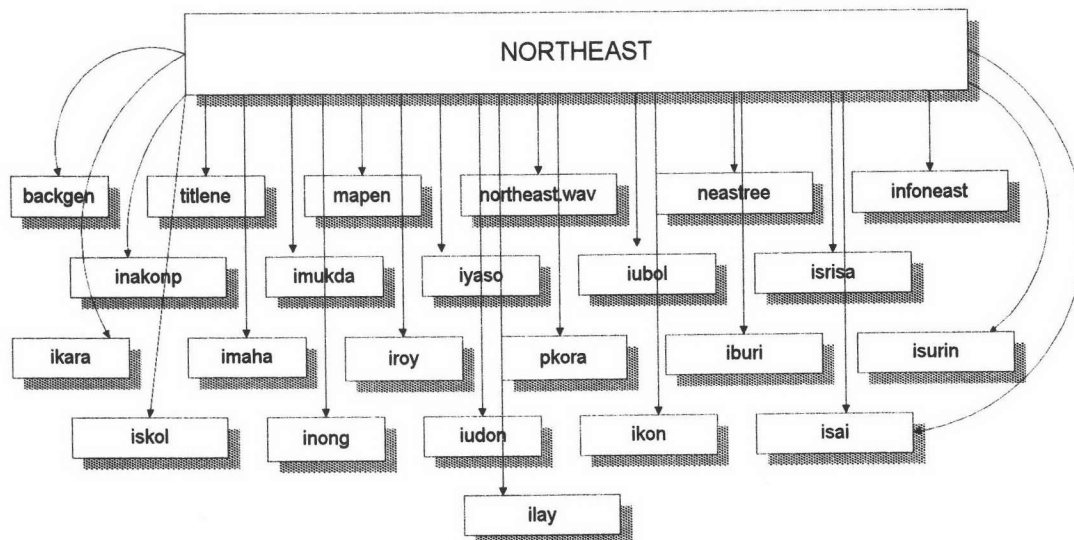 NORTHEAST
backgen titlene mapen northeast.wav neastree infoneast
inakonp imukda iyaso iubol isrisa
ikara imaha iroy pkora iburi isurin
iskol inong iudon ikon isai
ilay